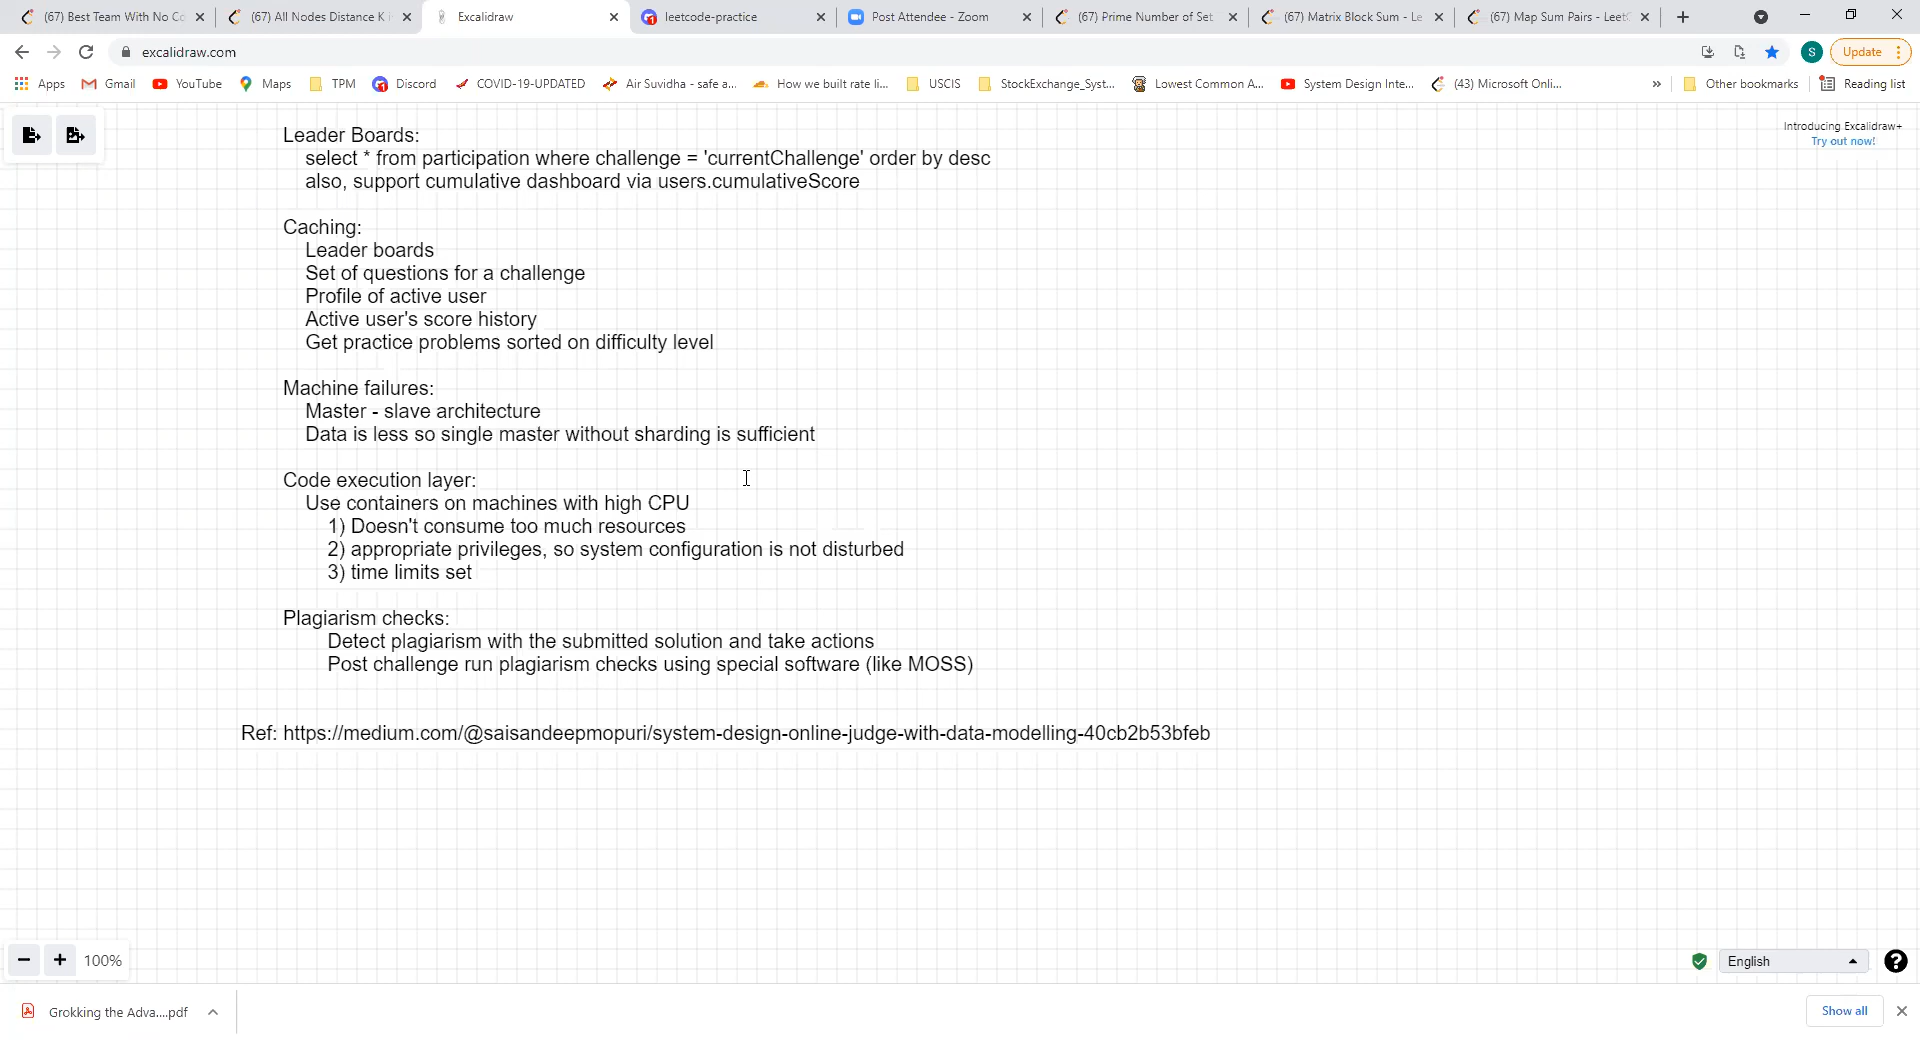 (67) Best Team With No Co
(67) All Nodes Distance K i
Excalidraw
leetcode-practice
Post Attendee - Zoom
(67) Prime Number of Set
(67) Matrix Block Sum - Le
(67) Map Sum Pairs - LeetC
excalidraw.com
S
Update
Apps
Gmail
YouTube
Maps
TPM
Discord
COVID-19-UPDATED
Air Suvidha - safe a...
How we built rate li...
USCIS
StockExchange_Syst...
Lowest Common A...
System Design Inte...
(43) Microsoft Onli...
»
Other bookmarks
Reading list
Introducing Excalidraw+
Try out now!
Leader Boards:
select * from participation where challenge = 'currentChallenge' order by desc
also, support cumulative dashboard via users.cumulativeScore
Caching:
Leader boards
Set of questions for a challenge
Profile of active user
Active user's score history
Get practice problems sorted on difficulty level
Machine failures:
Master - slave architecture
Data is less so single master without sharding is sufficient
Code execution layer:
Use containers on machines with high CPU
1) Doesn't consume too much resources
2) appropriate privileges, so system configuration is not disturbed
3) time limits set
Plagiarism checks:
Detect plagiarism with the submitted solution and take actions
Post challenge run plagiarism checks using special software (like MOSS)
Ref: https://medium.com/@saisandeepmopuri/system-design-online-judge-with-data-modelling-40cb2b53bfeb
100%
English
Grokking the Adva....pdf
Show all